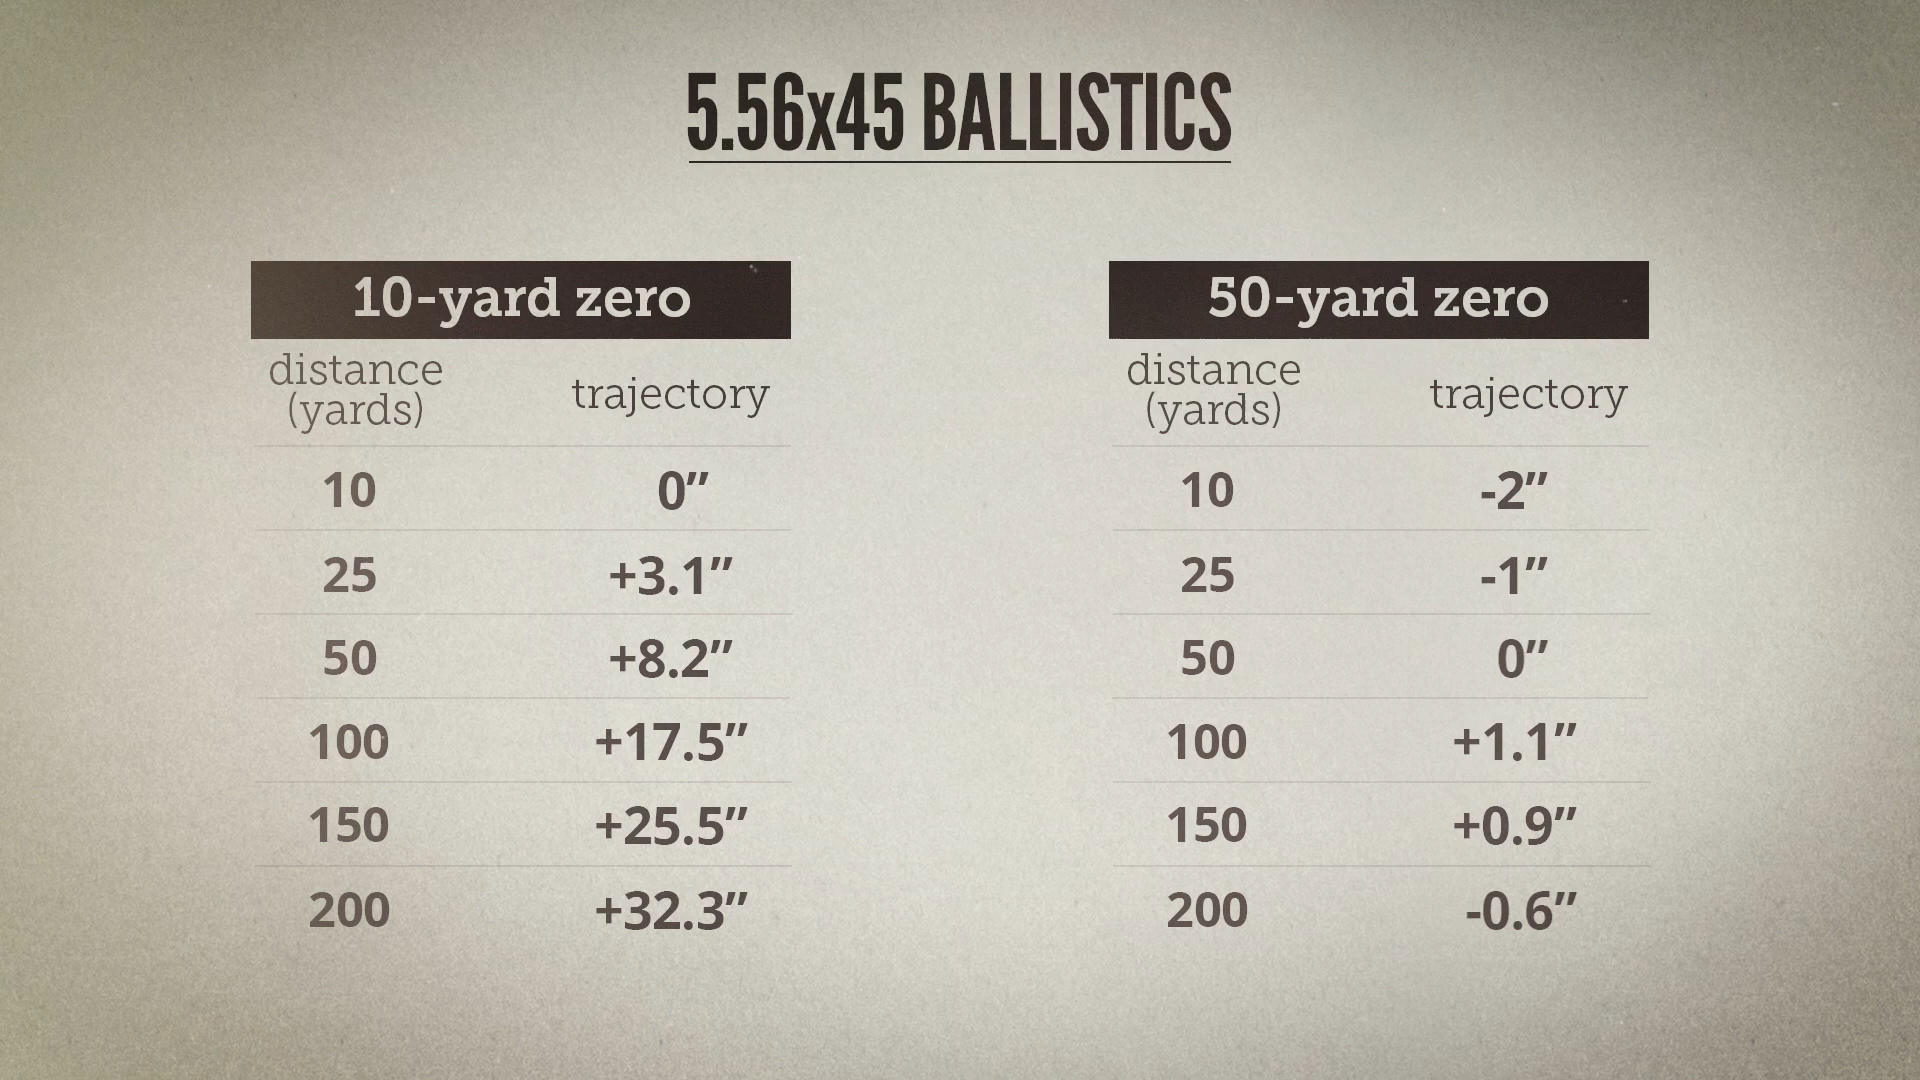 5.56x45 BALLISTICS
10-yard zero
distance
(yards)
trajectory
10 0″
25 +3.1″
50 +8.2″
100 +17.5″
150 +25.5″
200 +32.3″
50-yard zero
distance
(yards)
trajectory
10 -2″
25 -1″
50 0″
100 +1.1″
150 +0.9″
200 -0.6″